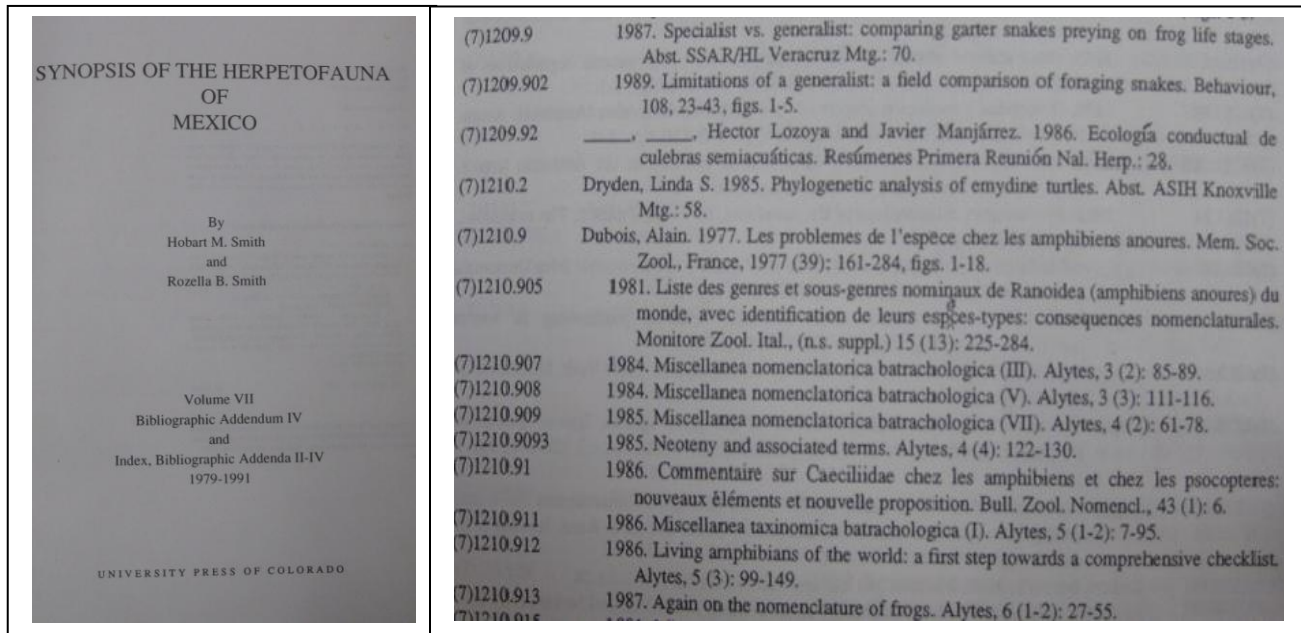 SYNOPSIS OF THE HERPETOFAUNA
OF
MEXICO
By
Hobart M. Smith
and
Rozella B. Smith
Volume VII
Bibliographic Addendum IV
and
Index, Bibliographic Addenda II-IV
1979-1991
UNIVERSITY PRESS OF COLORADO
(7)1209.9 1987. Specialist vs. generalist: comparing garter snakes preying on frog life stages.
Abst. SSAR/HL Veracruz Mtg.: 70.
(7)1209.902 1989. Limitations of a generalist: a field comparison of foraging snakes. Behaviour,
108, 23-43, figs. 1-5.
(7)1209.92 ____, ____, Hector Lozoya and Javier Manjárrez. 1986. Ecología conductual de
culebras semiacuáticas. Resúmenes Primera Reunión Nal. Herp.: 28.
(7)1210.2 Dryden, Linda S. 1985. Phylogenetic analysis of emydine turtles. Abst. ASIH Knoxville
Mtg.: 58.
(7)1210.9 Dubois, Alain. 1977. Les problemes de l'espece chez les amphibiens anoures. Mem. Soc.
Zool., France, 1977 (39): 161-284, figs. 1-18.
(7)1210.905 1981. Liste des genres et sous-genres nominaux de Ranoidea (amphibiens anoures) du
monde, avec identification de leurs espèces-types: consequences nomenclaturales.
Monitore Zool. Ital., (n.s. suppl.) 15 (13): 225-284.
(7)1210.907 1984. Miscellanea nomenclatorica batrachologica (III). Alytes, 3 (2): 85-89.
(7)1210.908 1984. Miscellanea nomenclatorica batrachologica (V). Alytes, 3 (3): 111-116.
(7)1210.909 1985. Miscellanea nomenclatorica batrachologica (VII). Alytes, 4 (2): 61-78.
(7)1210.9093 1985. Neoteny and associated terms. Alytes, 4 (4): 122-130.
(7)1210.91 1986. Commentaire sur Caeciliidae chez les amphibiens et chez les psocopteres:
nouveaux èléments et nouvelle proposition. Bull. Zool. Nomencl., 43 (1): 6.
(7)1210.911 1986. Miscellanea taxinomica batrachologica (I). Alytes, 5 (1-2): 7-95.
(7)1210.912 1986. Living amphibians of the world: a first step towards a comprehensive checklist.
Alytes, 5 (3): 99-149.
(7)1210.913 1987. Again on the nomenclature of frogs. Alytes, 6 (1-2): 27-55.